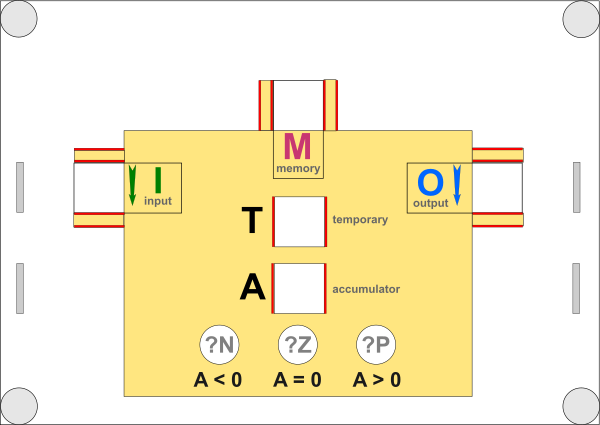 M
memory
I
input
O
output
T
temporary
A
accumulator
?N ?Z ?P
A < 0 A = 0 A > 0